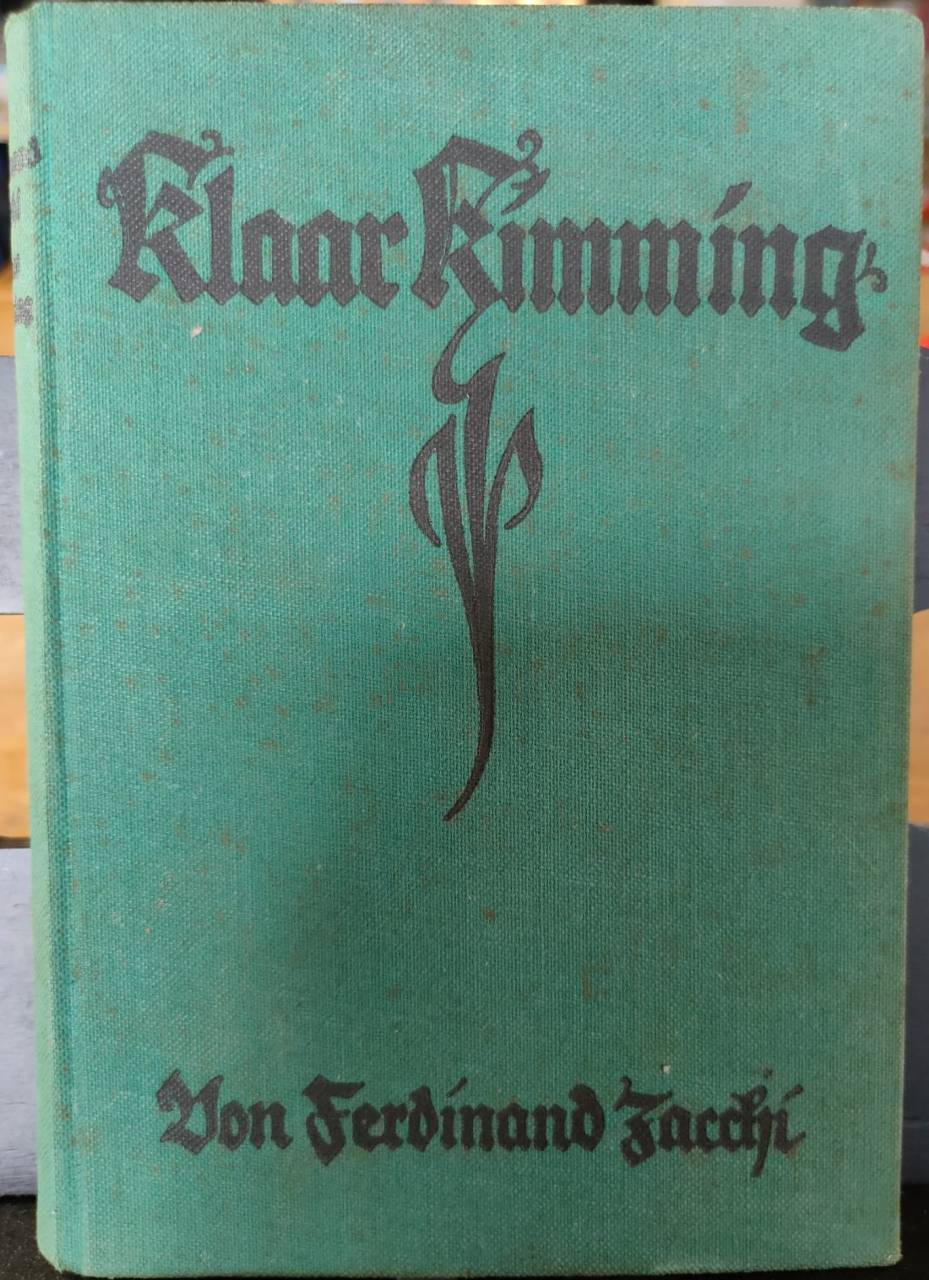 Klaar Kimming
Von Ferdinand Zacchi